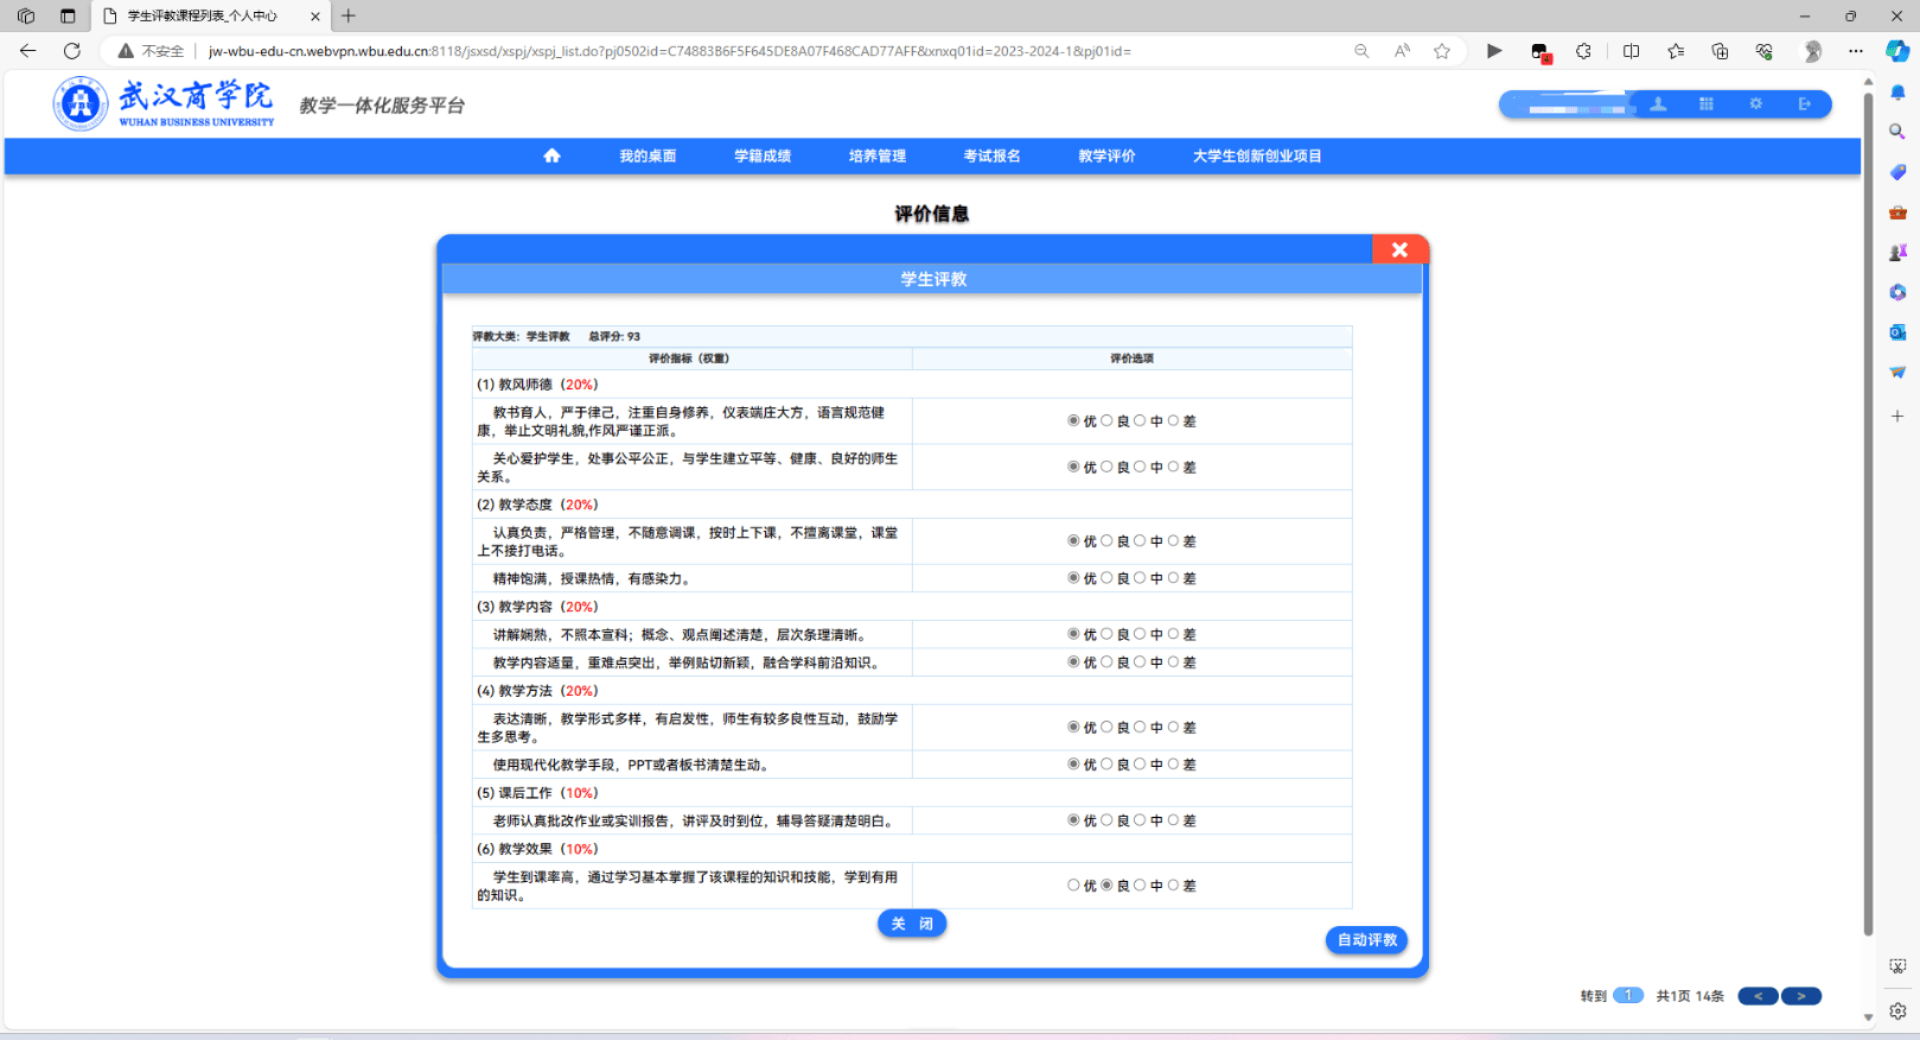 学生评教课程列表_个人中心
不安全
jw-wbu-edu-cn.webvpn.wbu.edu.cn:8118/jsxsd/xspj/xspj_list.do?pj0502id=C74883B6F5F645DE8A07F468CAD77AFF&xnxq01id=2023-2024-1&pj01id=
武汉商学院
WUHAN BUSINESS UNIVERSITY
教学一体化服务平台
我的桌面 学籍成绩 培养管理 考试报名 教学评价 大学生创新创业项目
评价信息
学生评教
评教大类：学生评教 总评分: 93
评价指标（权重） 评价选项
(1) 教风师德（20%）
教书育人，严于律己，注重自身修养，仪表端庄大方，语言规范健
康，举止文明礼貌,作风严谨正派。
优 良 中 差
关心爱护学生，处事公平公正，与学生建立平等、健康、良好的师生
关系。
优 良 中 差
(2) 教学态度（20%）
认真负责，严格管理，不随意调课，按时上下课，不擅离课堂，课堂
上不接打电话。
优 良 中 差
精神饱满，授课热情，有感染力。 优 良 中 差
(3) 教学内容（20%）
讲解娴熟，不照本宣科；概念、观点阐述清楚，层次条理清晰。 优 良 中 差
教学内容适量，重难点突出，举例贴切新颖，融合学科前沿知识。 优 良 中 差
(4) 教学方法（20%）
表达清晰，教学形式多样，有启发性，师生有较多良性互动，鼓励学
生多思考。
优 良 中 差
使用现代化教学手段，PPT或者板书清楚生动。 优 良 中 差
(5) 课后工作（10%）
老师认真批改作业或实训报告，讲评及时到位，辅导答疑清楚明白。 优 良 中 差
(6) 教学效果（10%）
学生到课率高，通过学习基本掌握了该课程的知识和技能，学到有用
的知识。
优 良 中 差
关 闭
自动评教
转到 1 共1页 14条 < >